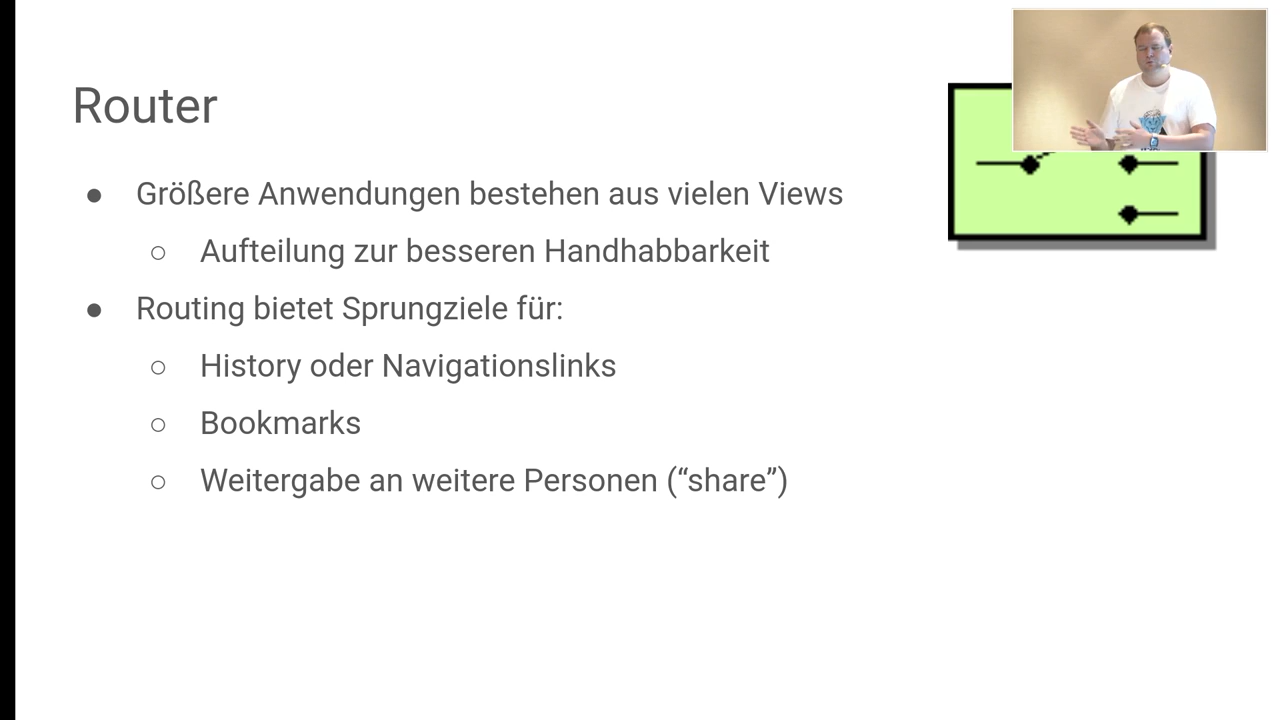 Router
● Größere Anwendungen bestehen aus vielen Views
○ Aufteilung zur besseren Handhabbarkeit
● Routing bietet Sprungziele für:
○ History oder Navigationslinks
○ Bookmarks
○ Weitergabe an weitere Personen (“share”)